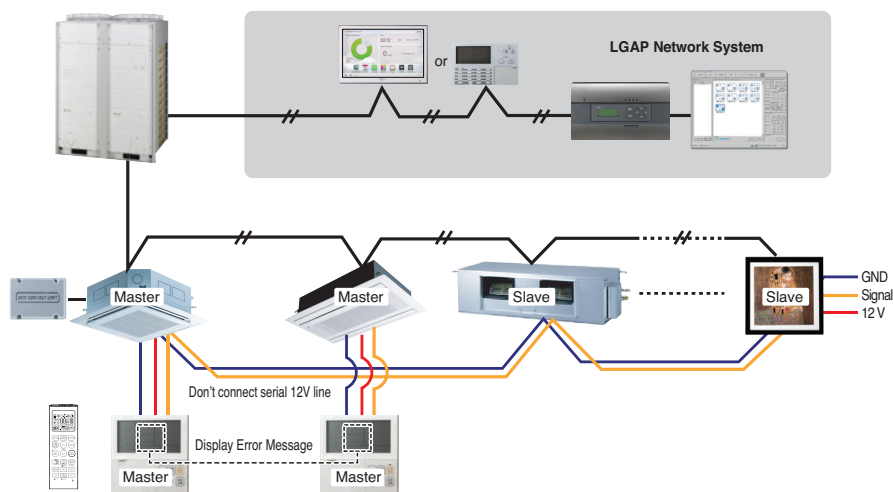 or
LGAP Network System
Master
Master
Slave
Slave
GND
Signal
12 V
Don't connect serial 12V line
Display Error Message
Master
Master